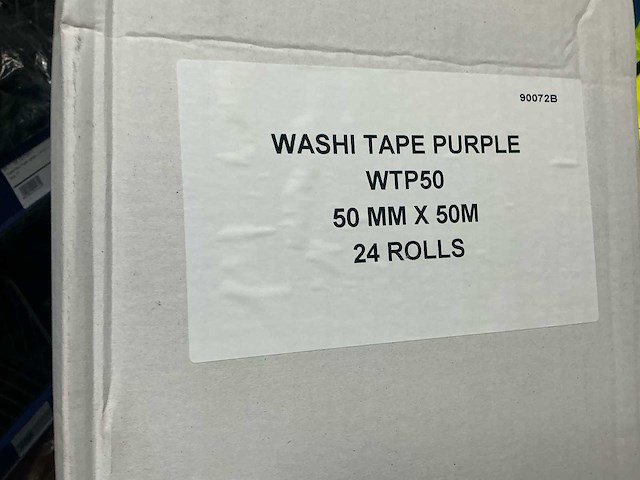 90072B
WASHI TAPE PURPLE
WTP50
50 MM X 50M
24 ROLLS